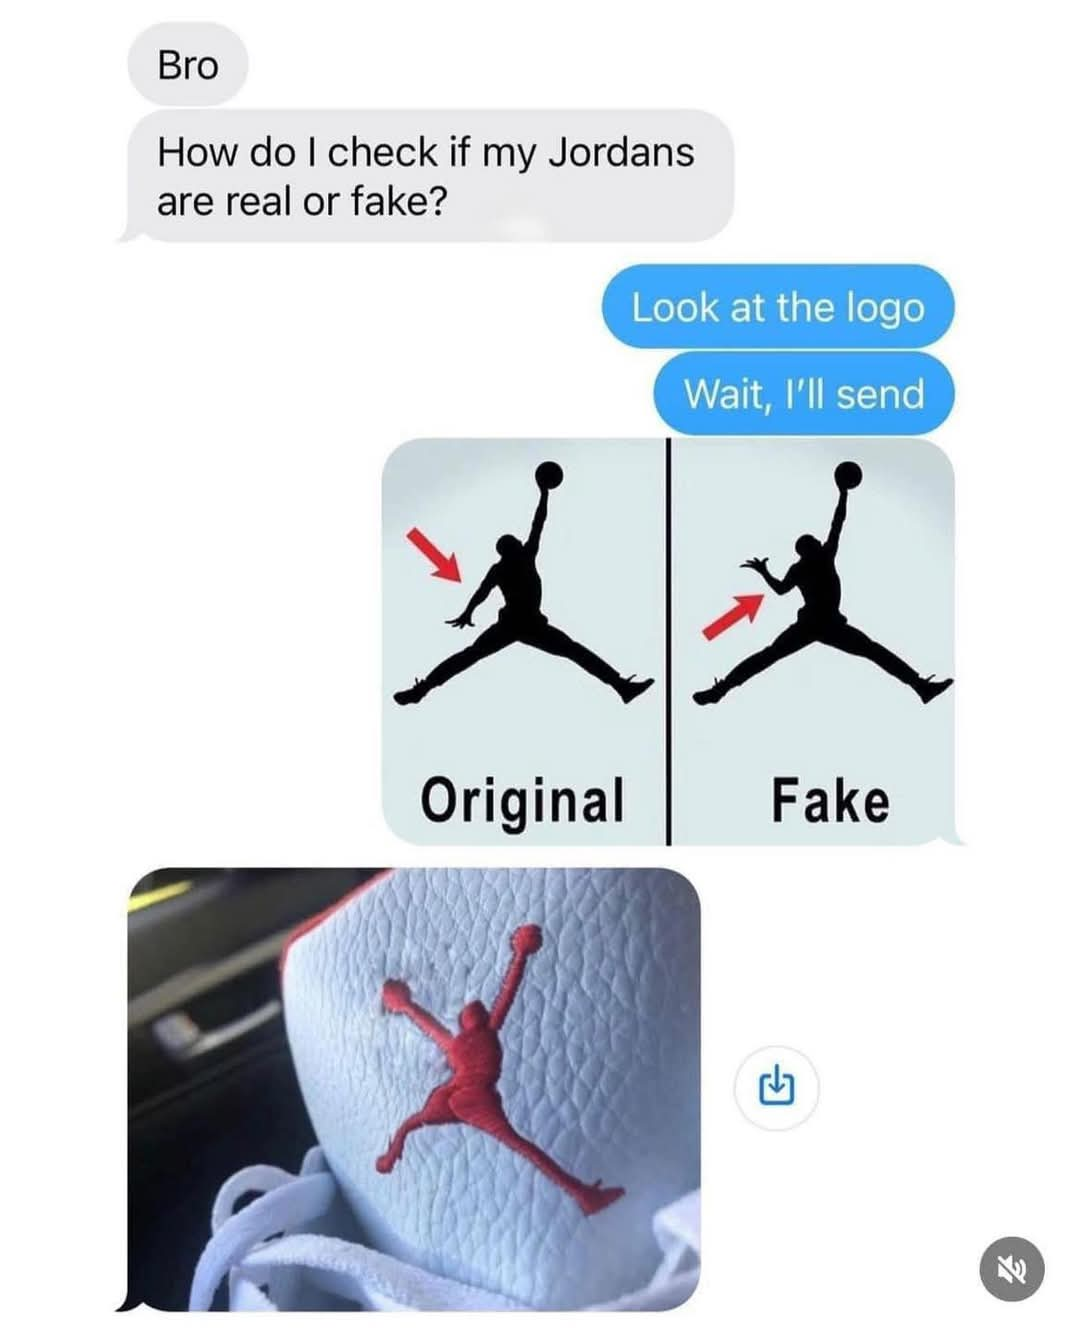 Bro
How do I check if my Jordans
are real or fake?
Look at the logo
Wait, I'll send
Original
Fake